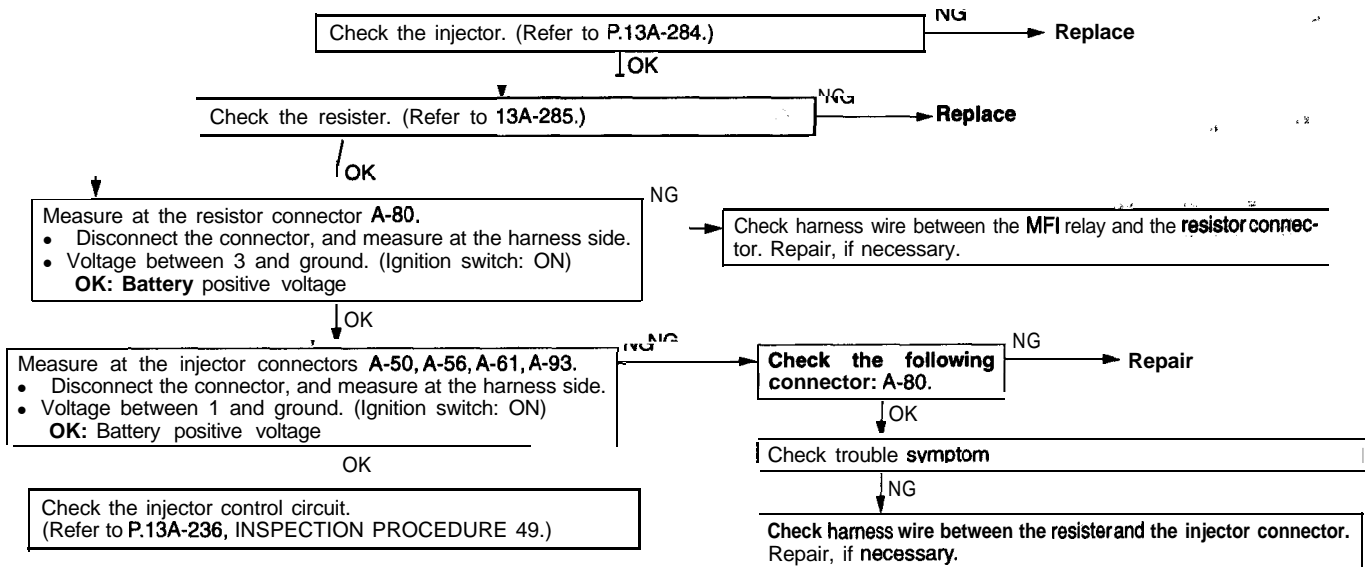 Check the injector. (Refer to P.13A-284.)
NG
Replace
OK
Check the resister. (Refer to 13A-285.)
NG
Replace
OK
Measure at the resistor connector A-80.
• Disconnect the connector, and measure at the harness side.
• Voltage between 3 and ground. (Ignition switch: ON)
OK: Battery positive voltage
NG
Check harness wire between the MFI relay and the resistor connec-
tor. Repair, if necessary.
OK
Measure at the injector connectors A-50, A-56, A-61, A-93.
• Disconnect the connector, and measure at the harness side.
• Voltage between 1 and ground. (Ignition switch: ON)
OK: Battery positive voltage
NG
Check the following
connector: A-80.
NG
Repair
OK
Check trouble symptom
NG
Check harness wire between the resister and the injector connector.
Repair, if necessary.
OK
Check the injector control circuit.
(Refer to P.13A-236, INSPECTION PROCEDURE 49.)